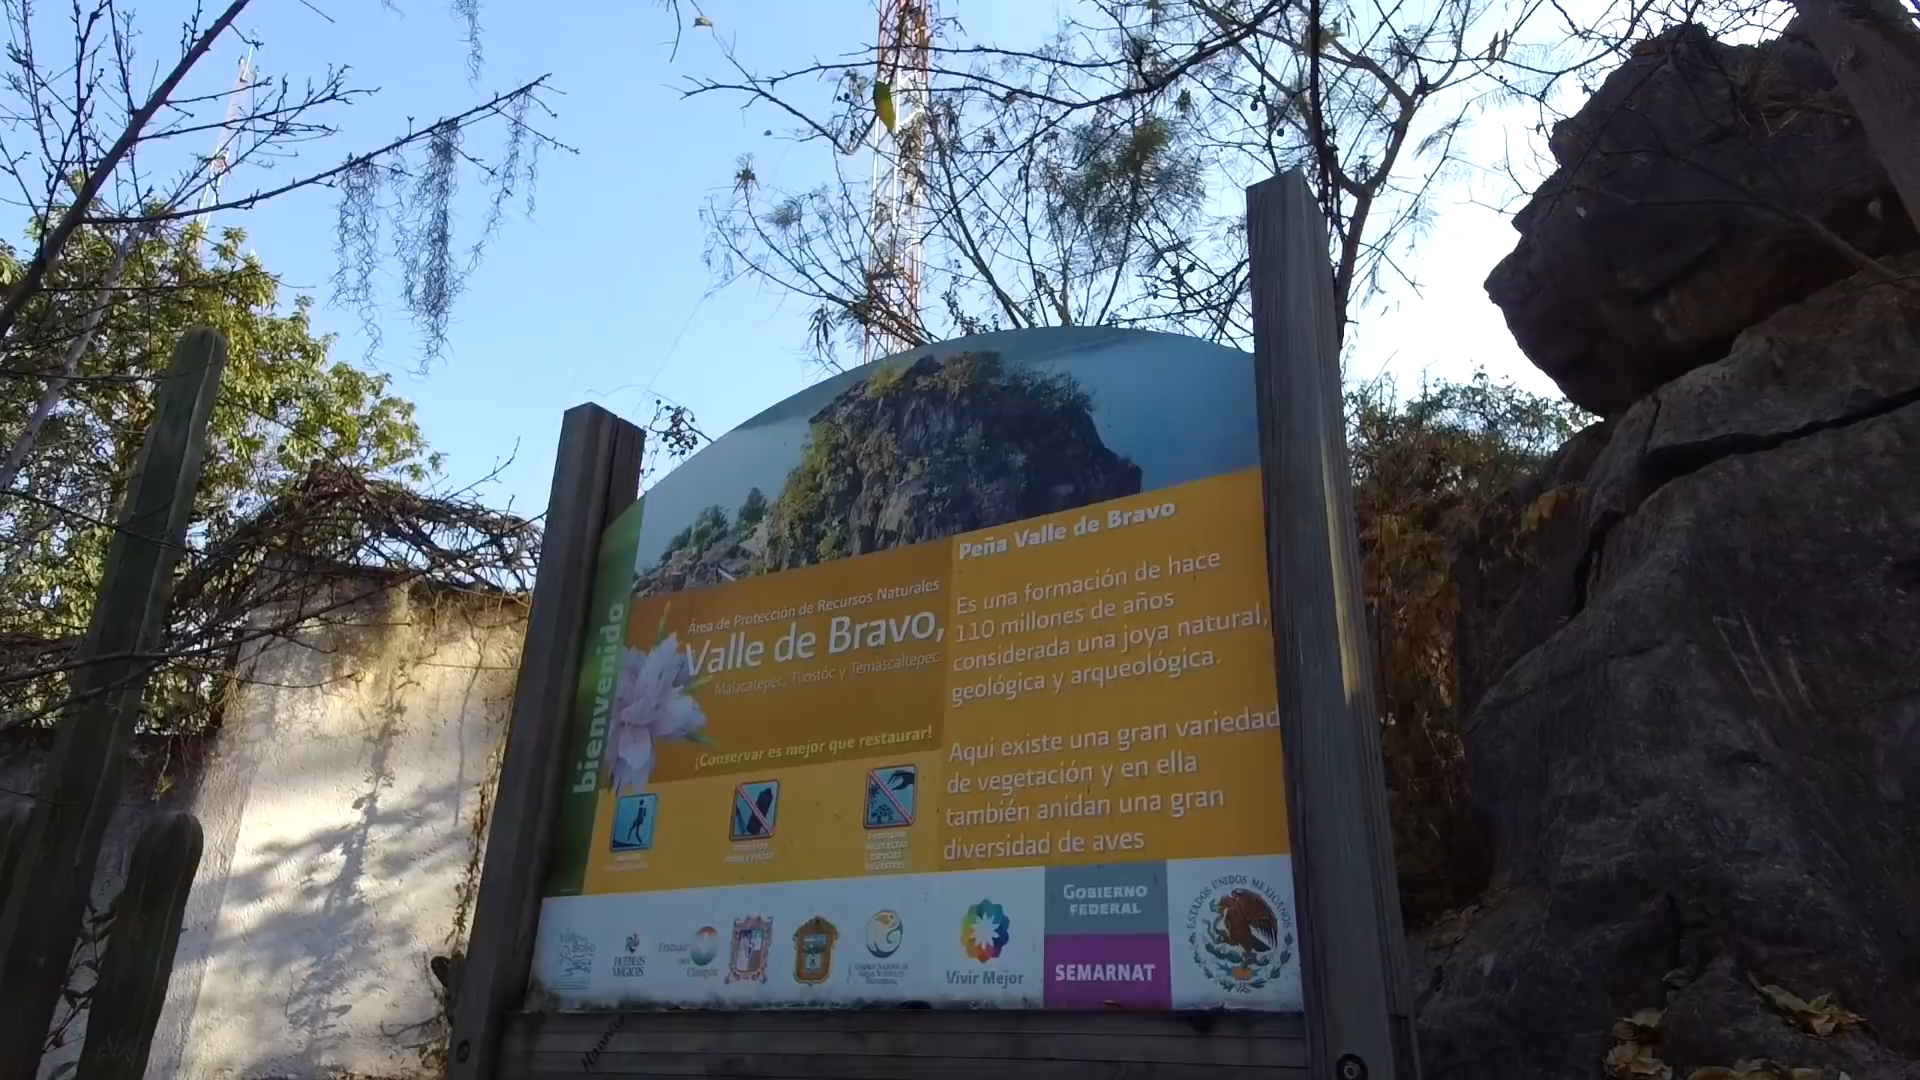 bienvenido
Área de Protección de Recursos Naturales
Valle de Bravo,
Malacatepec, Tilostóc y Temascaltepec.
¡Conservar es mejor que restaurar!
Peña Valle de Bravo
Es una formación de hace
110 millones de años
considerada una joya natural,
geológica y arqueológica.
Aqui existe una gran variedad
de vegetación y en ella
también anidan una gran
diversidad de aves
PUEBLOS
MÁGICOS
Vivir Mejor
GOBIERNO
FEDERAL
SEMARNAT
ESTADOS UNIDOS MEXICANOS